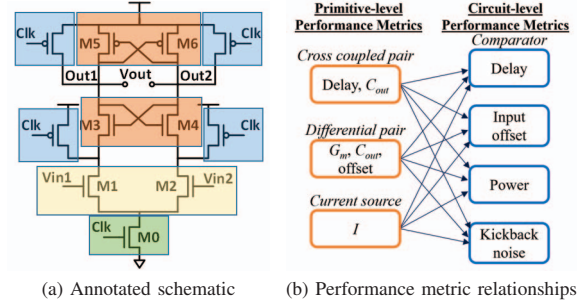 Clk
M5
M6
Clk
Out1
Vout
Out2
Clk
M3
M4
Clk
Vin1
M1
M2
Vin2
Clk
M0
(a) Annotated schematic
Primitive-level
Performance Metrics
Circuit-level
Performance Metrics
Cross coupled pair
Delay, Cout
Differential pair
Gm, Cout,
offset
Current source
I
Comparator
Delay
Input
offset
Power
Kickback
noise
(b) Performance metric relationships